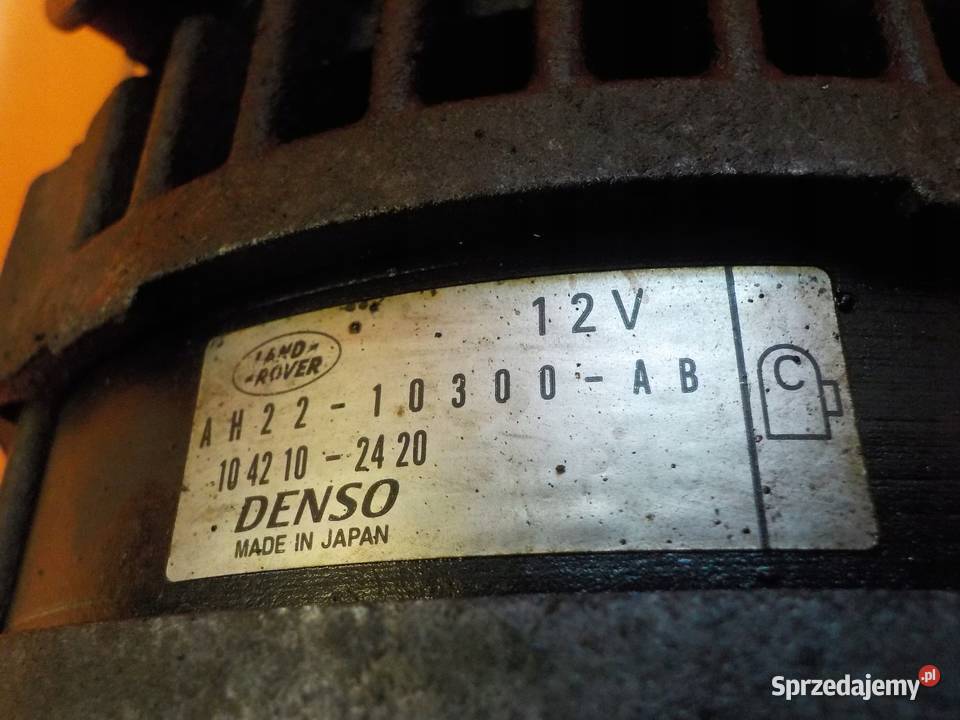 12V
LAND
ROVER
AH22-10300-AB
C
104210-2420
DENSO
MADE IN JAPAN
Sprzedajemy.pl